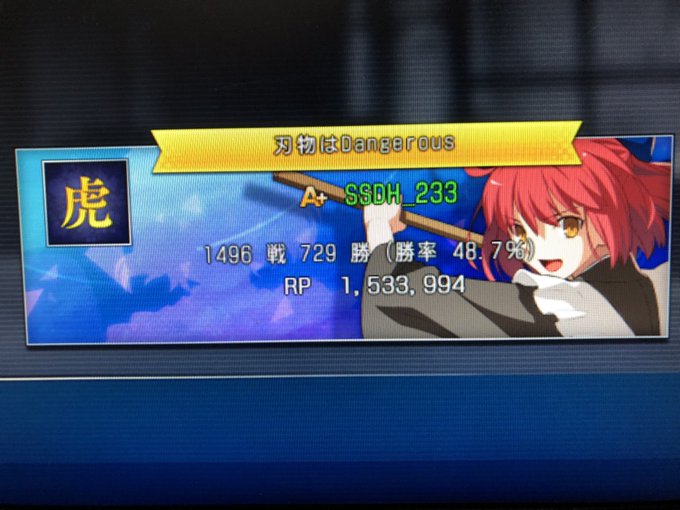 刃物はDangerous
虎
A+ SSDH_233
1496 戦 729 勝 (勝率 48.7%)
RP 1,533,994